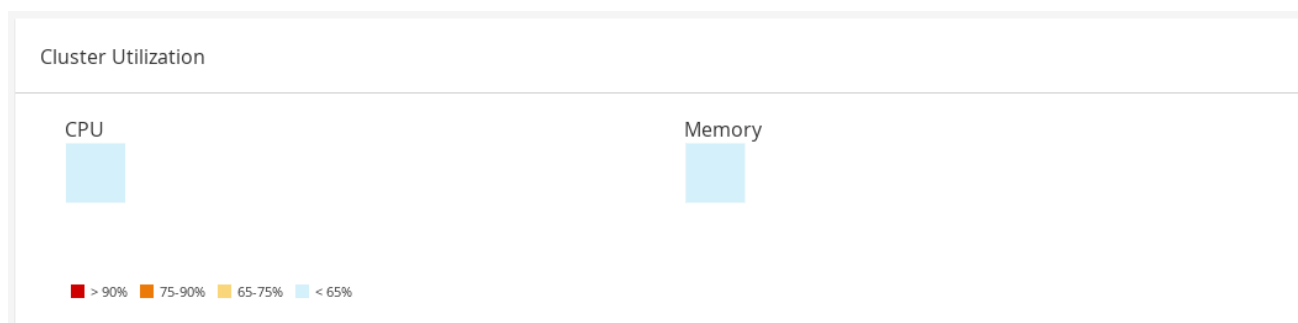 Cluster Utilization
CPU
Memory
> 90%
75-90%
65-75%
< 65%